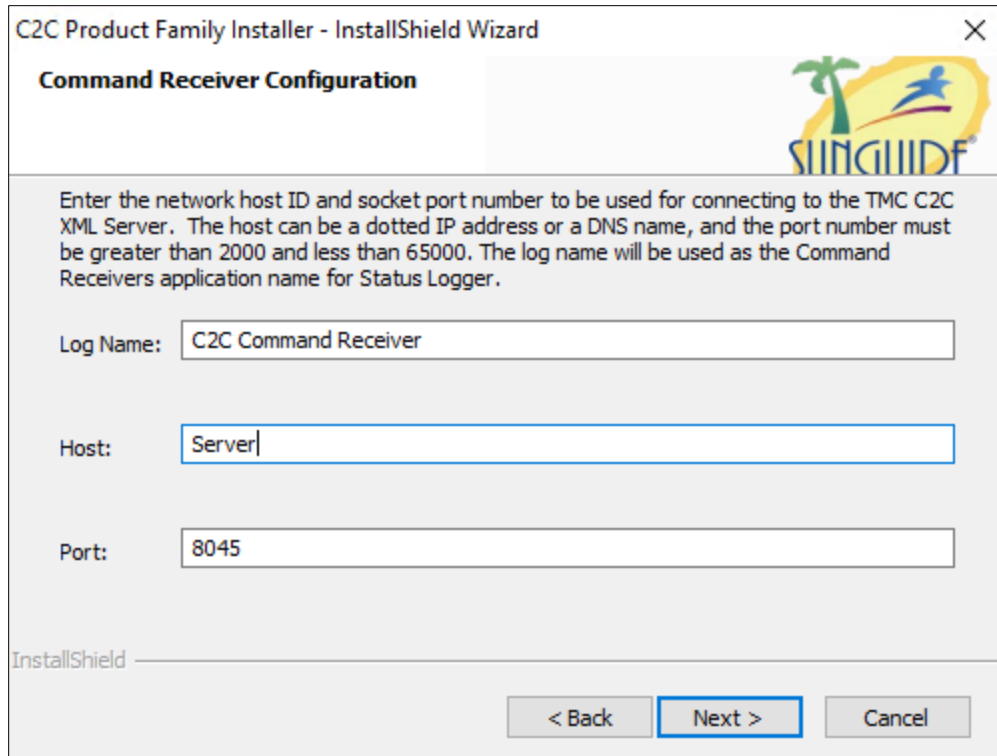 C2C Product Family Installer - InstallShield Wizard
Command Receiver Configuration
SUNGUIDE®
Enter the network host ID and socket port number to be used for connecting to the TMC C2C
XML Server.  The host can be a dotted IP address or a DNS name, and the port number must
be greater than 2000 and less than 65000. The log name will be used as the Command
Receivers application name for Status Logger.
Log Name: C2C Command Receiver
Host: Server
Port: 8045
InstallShield
< Back Next > Cancel